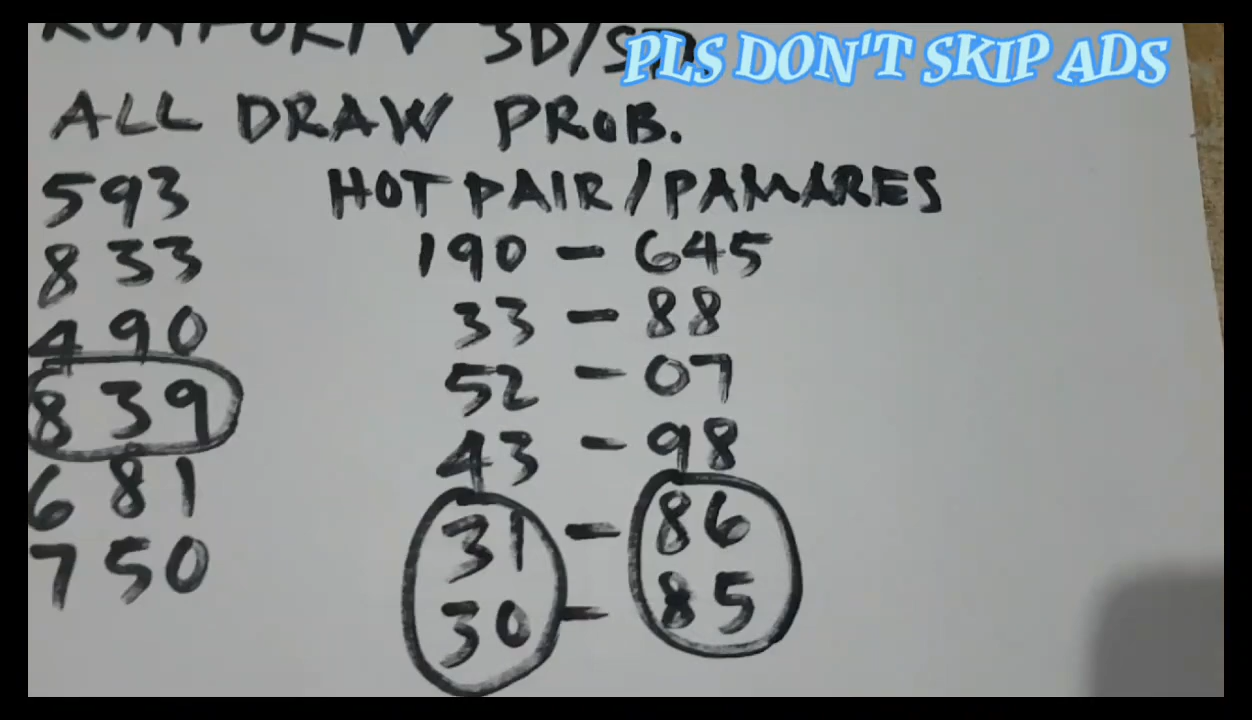 3D/
PLS DON'T SKIP ADS
ALL DRAW PROB.
593
833
490
839
681
750
HOT PAIR/PAMARES
190 - 645
33 - 88
52 - 07
43 - 98
31 - 86
30 - 85